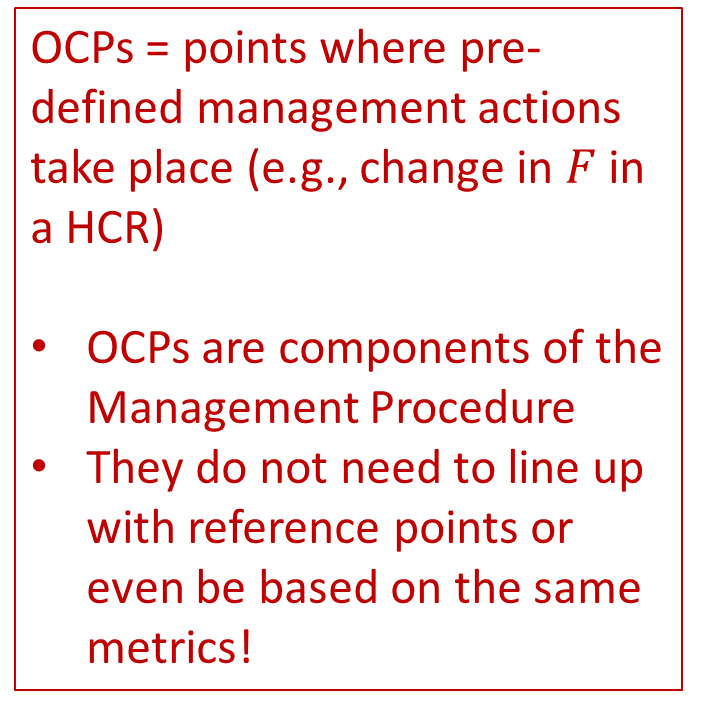 OCPs = points where pre-
defined management actions
take place (e.g., change in F in
a HCR)
• OCPs are components of the
Management Procedure
• They do not need to line up
with reference points or
even be based on the same
metrics!